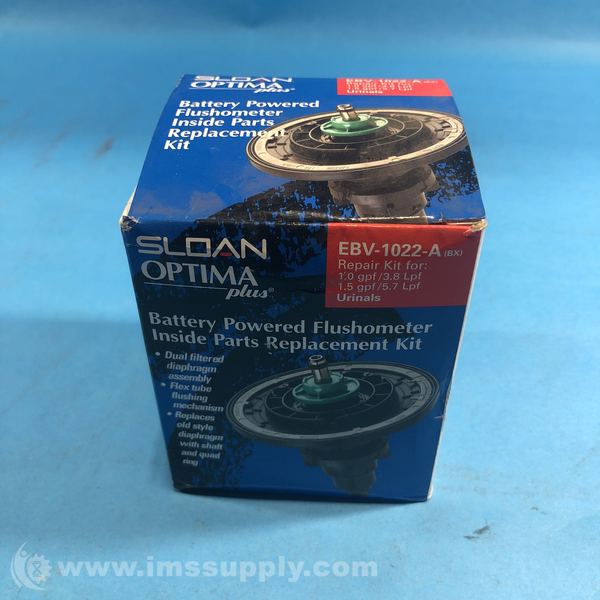 SLOAN
OPTIMA
plus®
Battery Powered
Flushometer
Inside Parts
Replacement
Kit
EBV-1022-A
Urinals
SLOAN
OPTIMA
plus®
EBV-1022-A (BX)
Repair Kit for:
1.0 gpf/3.8 Lpf
1.5 gpf/5.7 Lpf
Urinals
Battery Powered Flushometer
Inside Parts Replacement Kit
• Dual filtered
diaphragm
assembly
• Flex tube
flushing
mechanism
• Replaces
old style
diaphragm
with shaft
and quad
ring
www.imssupply.com/